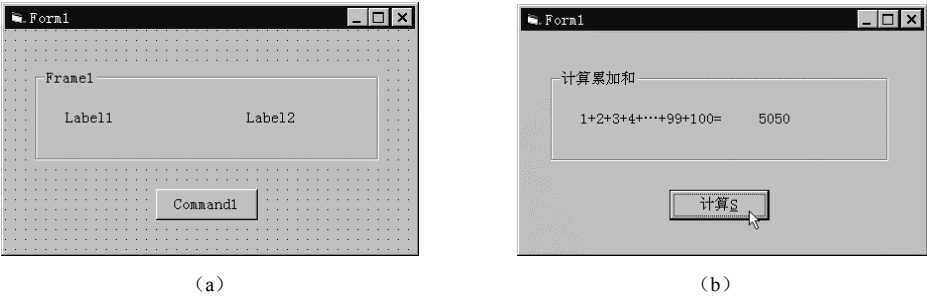 Form1
Frame1
Label1 Label2
Command1
(a)
Form1
计算累加和
1+2+3+4+…+99+100= 5050
计算S
(b)